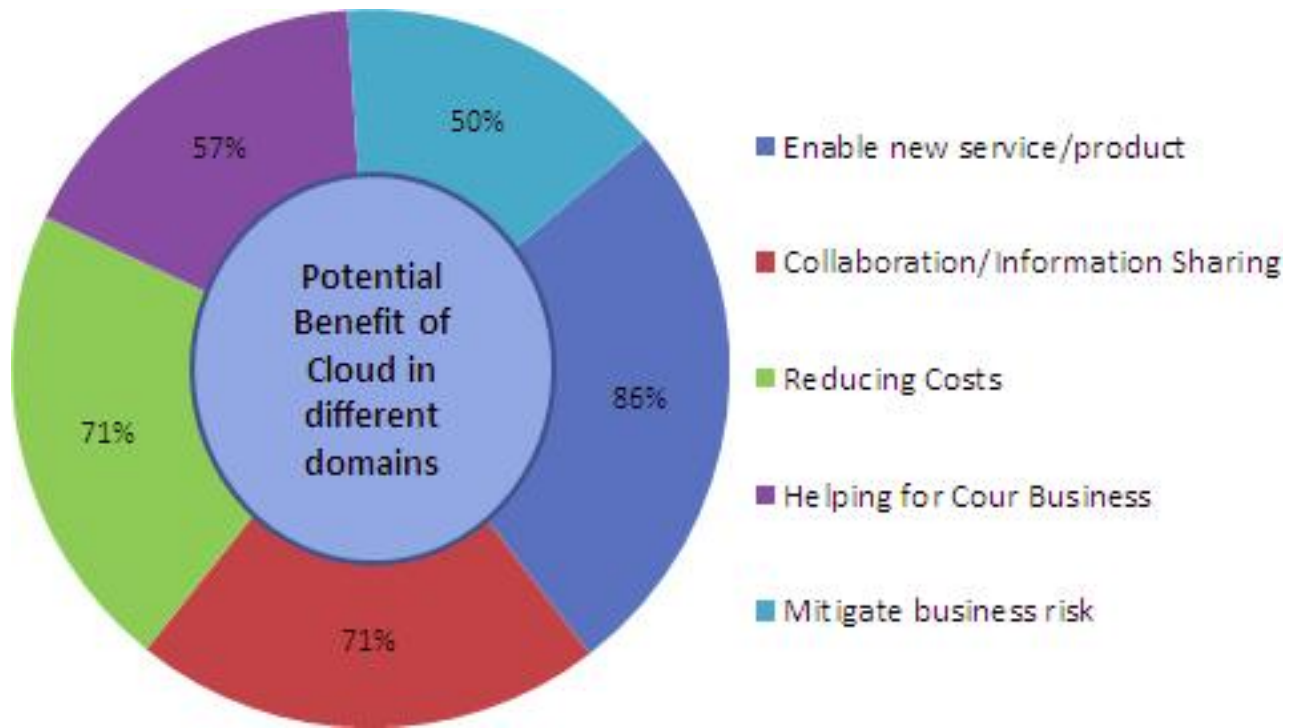 50%
57%
86%
71%
71%
Potential
Benefit of
Cloud in
different
domains
Enable new service/product
Collaboration/Information Sharing
Reducing Costs
Helping for Cour Business
Mitigate business risk